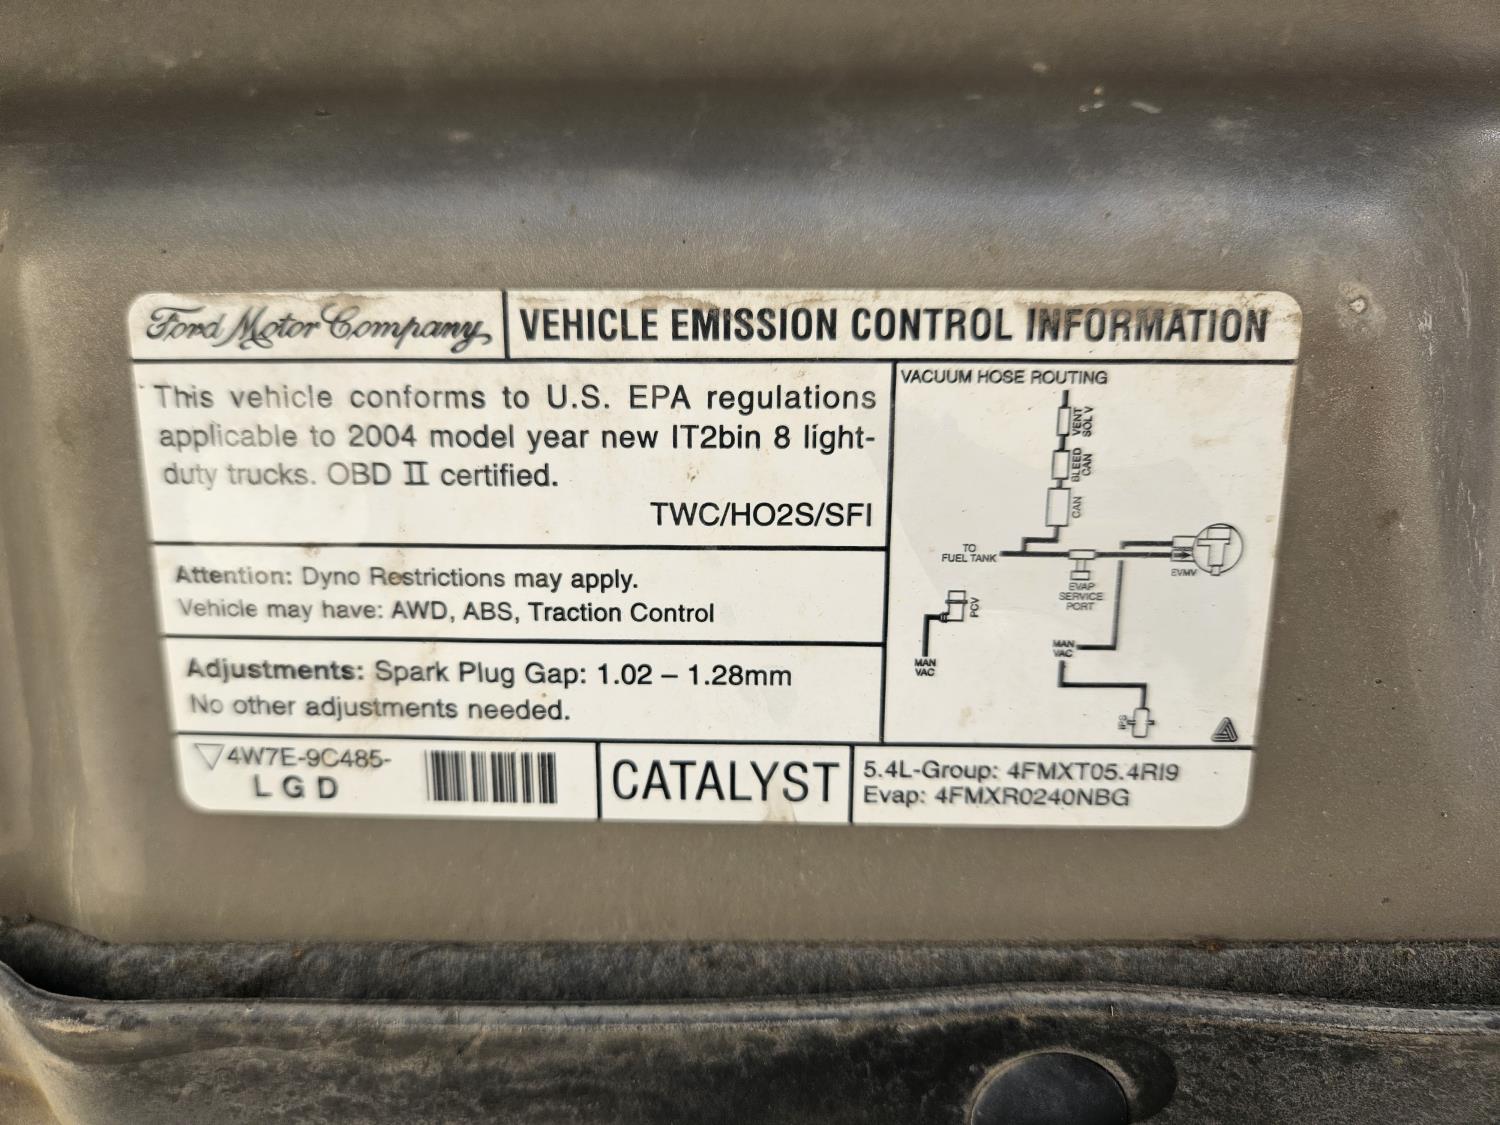 Ford Motor Company
VEHICLE EMISSION CONTROL INFORMATION
This vehicle conforms to U.S. EPA regulations
applicable to 2004 model year new IT2bin 8 light-
duty trucks. OBD II certified.
TWC/HO2S/SFI
Attention: Dyno Restrictions may apply.
Vehicle may have: AWD, ABS, Traction Control
Adjustments: Spark Plug Gap: 1.02 – 1.28mm
No other adjustments needed.
4W7E-9C485-
LGD
CATALYST
5.4L-Group: 4FMXT05.4RI9
Evap: 4FMXR0240NBG
VACUUM HOSE ROUTING
VENT
SOLV
BLEED
CAN
CAN
TO
FUEL TANK
EVMV
EVAP
SERVICE
PORT
PCV
MAN
VAC
MAN
VAC
IPS